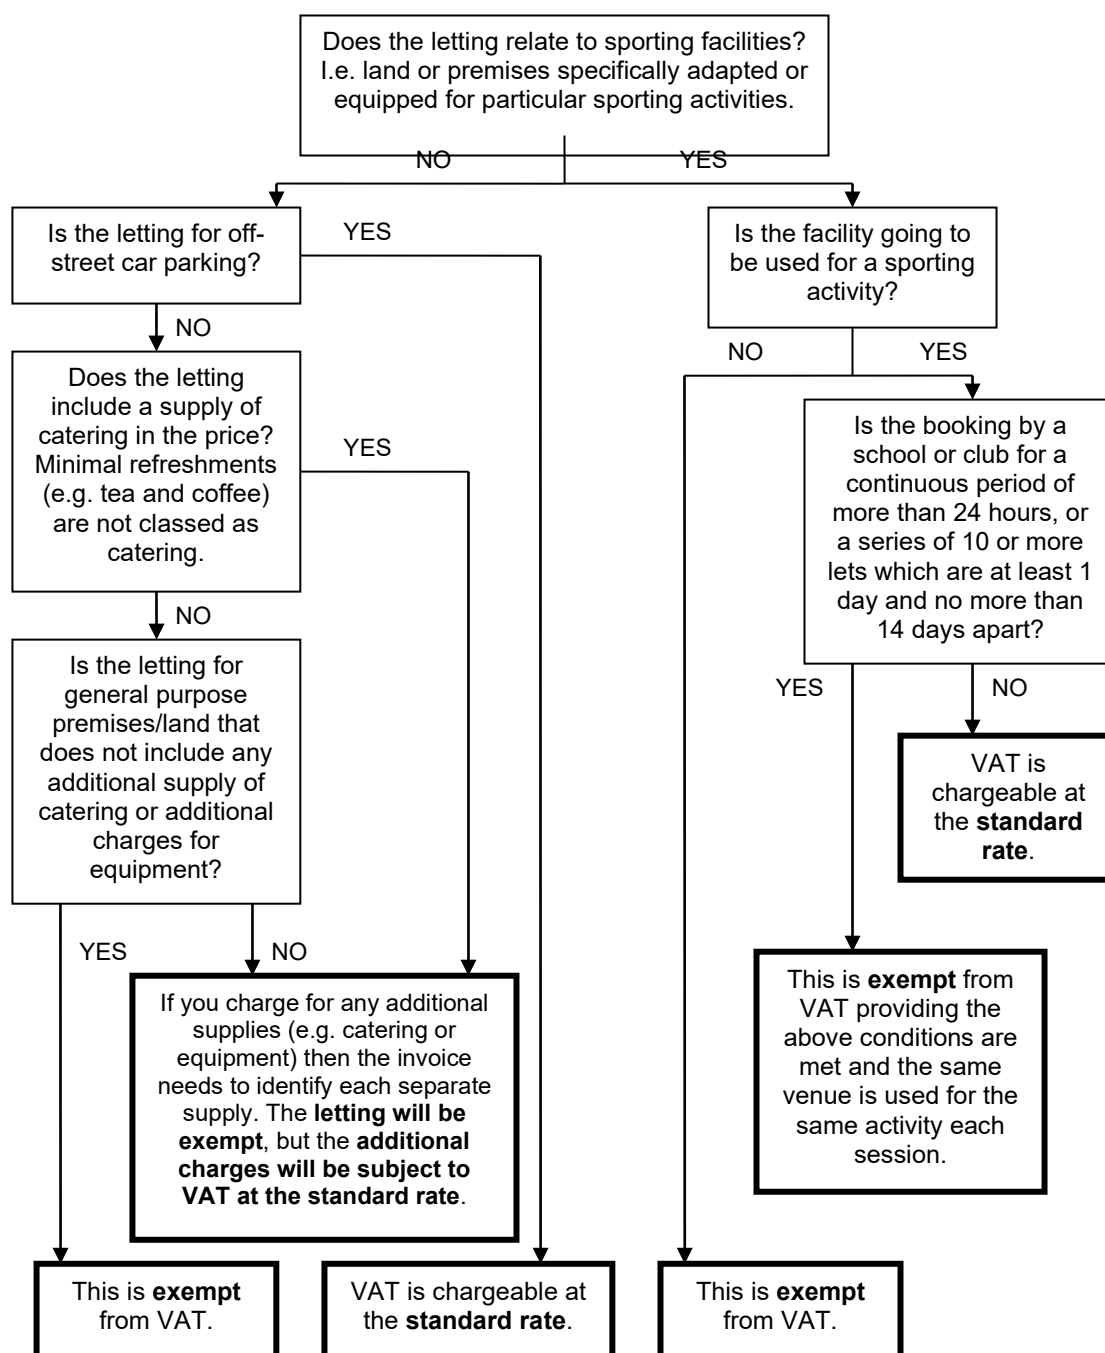 Does the letting relate to sporting facilities?
I.e. land or premises specifically adapted or
equipped for particular sporting activities.
NO
YES
Is the letting for off-
street car parking?
YES
Is the facility going to
be used for a sporting
activity?
NO
NO
YES
Does the letting
include a supply of
catering in the price?
Minimal refreshments
(e.g. tea and coffee)
are not classed as
catering.
YES
Is the booking by a
school or club for a
continuous period of
more than 24 hours, or
a series of 10 or more
lets which are at least 1
day and no more than
14 days apart?
NO
Is the letting for
general purpose
premises/land that
does not include any
additional supply of
catering or additional
charges for
equipment?
YES
NO
VAT is
chargeable at
the standard
rate.
YES
NO
If you charge for any additional
supplies (e.g. catering or
equipment) then the invoice
needs to identify each separate
supply. The letting will be
exempt, but the additional
charges will be subject to
VAT at the standard rate.
This is exempt from
VAT providing the
above conditions are
met and the same
venue is used for the
same activity each
session.
This is exempt
from VAT.
VAT is chargeable at
the standard rate.
This is exempt
from VAT.